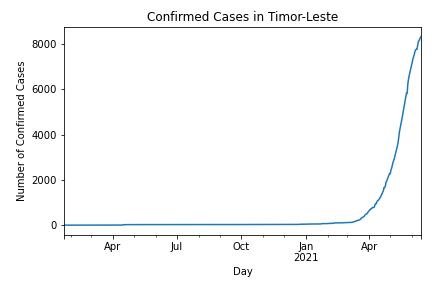 Confirmed Cases in Timor-Leste
Number of Confirmed Cases
8000
6000
4000
2000
0
Apr Jul Oct Jan Apr
2021
Day